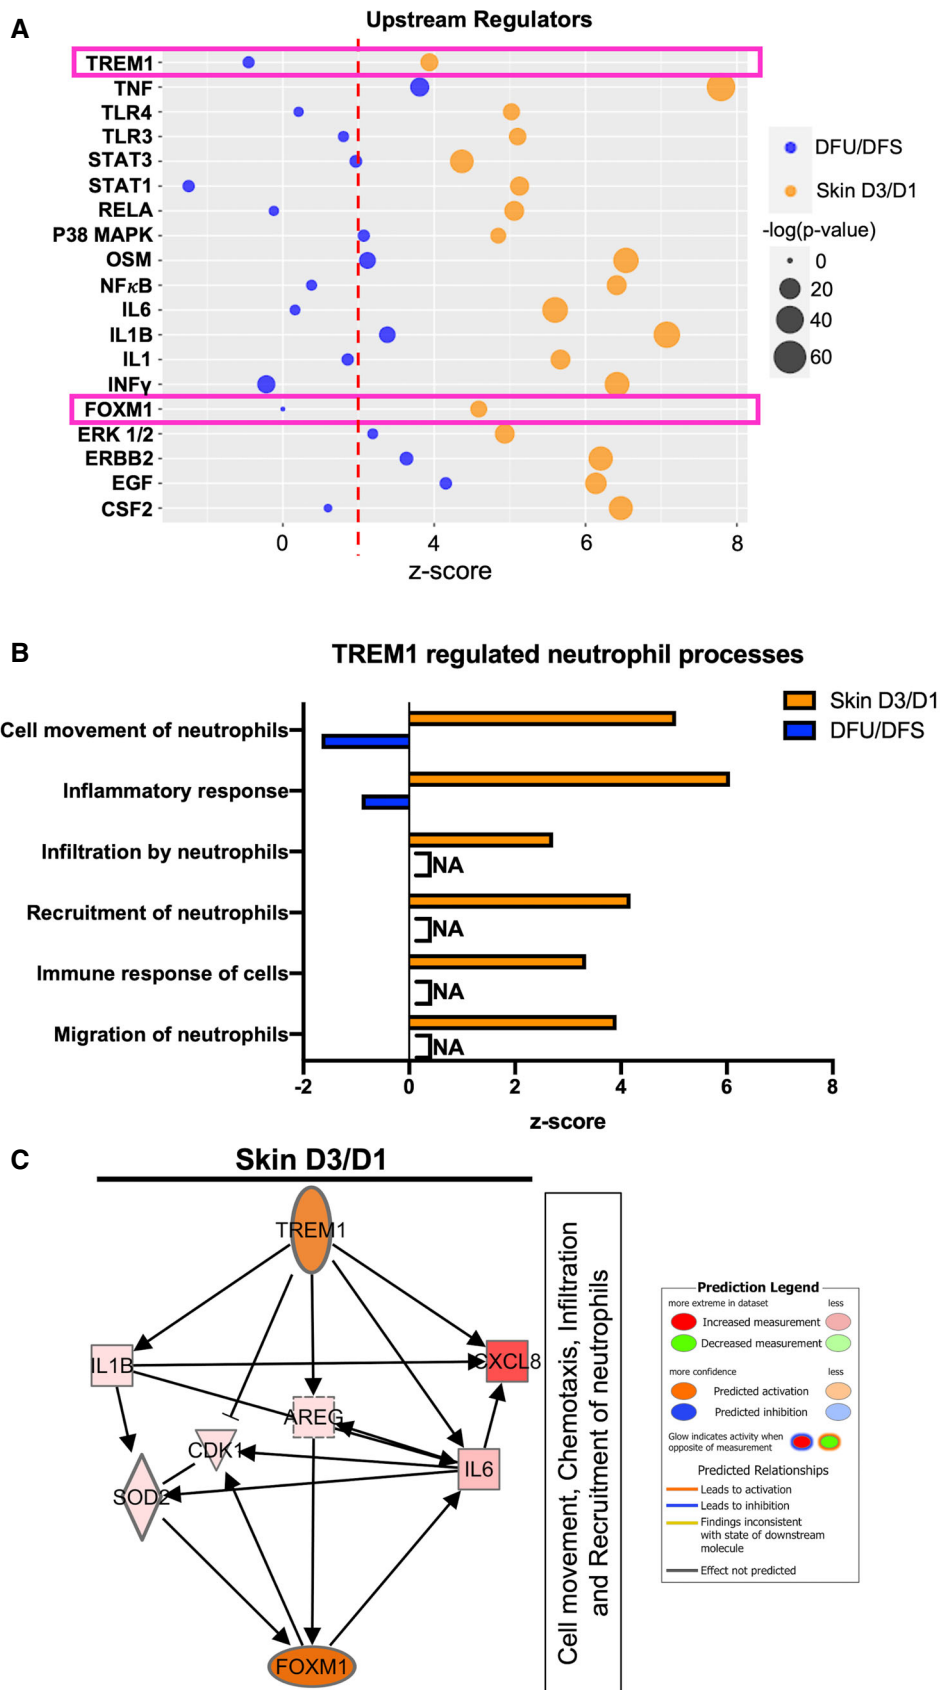 A
Upstream Regulators
TREM1
TNF
TLR4
TLR3
STAT3
STAT1
RELA
P38 MAPK
OSM
NFκB
IL6
IL1B
IL1
INFγ
FOXM1
ERK 1/2
ERBB2
EGF
CSF2
0 4 6 8
z-score
DFU/DFS
Skin D3/D1
-log(p-value)
0
20
40
60
B
TREM1 regulated neutrophil processes
Skin D3/D1
DFU/DFS
Cell movement of neutrophils
Inflammatory response
Infiltration by neutrophils
NA
Recruitment of neutrophils
NA
Immune response of cells
NA
Migration of neutrophils
NA
-2 0 2 4 6 8
z-score
C
Skin D3/D1
TREM1
IL1B
CXCL8
AREG
CDK1
IL6
SOD2
FOXM1
Cell movement, Chemotaxis, Infiltration
and Recruitment of neutrophils
Prediction Legend
more extreme in dataset less
Increased measurement
Decreased measurement
more confidence less
Predicted activation
Predicted inhibition
Glow indicates activity when
opposite of measurement
Predicted Relationships
Leads to activation
Leads to inhibition
Findings inconsistent
with state of downstream
molecule
Effect not predicted